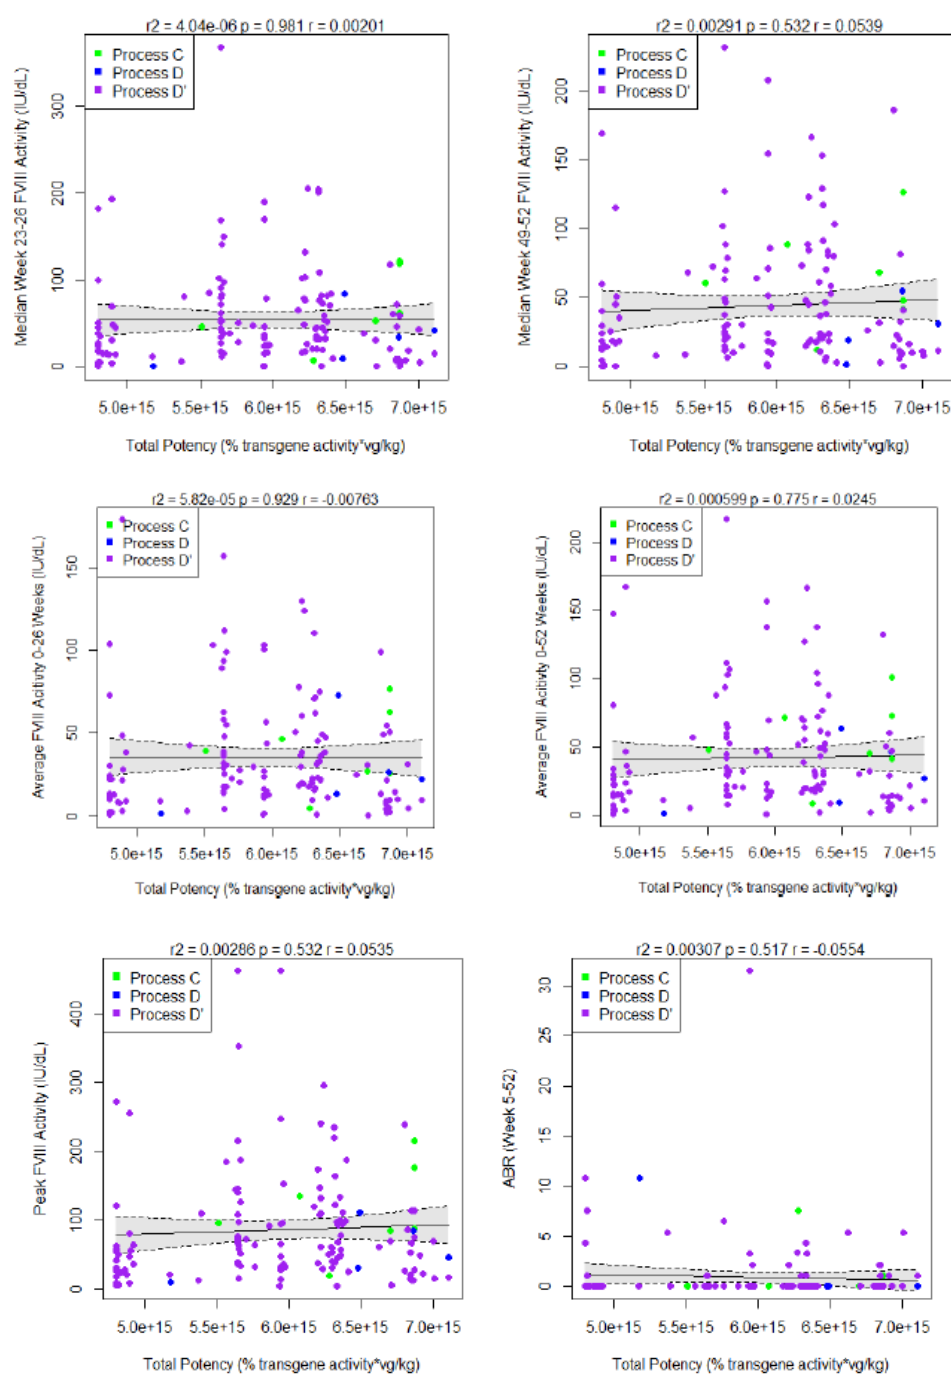 r2 = 4.04e-06 p = 0.981 r = 0.00201
Process C
Process D
Process D'
Median Week 23-26 FVIII Activity (IU/dL)
300
200
100
0
5.0e+15 5.5e+15 6.0e+15 6.5e+15 7.0e+15
Total Potency (% transgene activity*vg/kg)
r2 = 0.00291 p = 0.532 r = 0.0539
Process C
Process D
Process D'
Median Week 49-52 FVIII Activity (IU/dL)
200
150
100
50
0
5.0e+15 5.5e+15 6.0e+15 6.5e+15 7.0e+15
Total Potency (% transgene activity*vg/kg)
r2 = 5.82e-05 p = 0.929 r = -0.00763
Process C
Process D
Process D'
Average FVIII Acitivty 0-26 Weeks (IU/dL)
150
100
50
0
5.0e+15 5.5e+15 6.0e+15 6.5e+15 7.0e+15
Total Potency (% transgene activity*vg/kg)
r2 = 0.000599 p = 0.775 r = 0.0245
Process C
Process D
Process D'
Average FVIII Acitivty 0-52 Weeks (IU/dL)
200
150
100
50
0
5.0e+15 5.5e+15 6.0e+15 6.5e+15 7.0e+15
Total Potency (% transgene activity*vg/kg)
r2 = 0.00286 p = 0.532 r = 0.0535
Process C
Process D
Process D'
Peak FVIII Activity (IU/dL)
400
300
200
100
0
5.0e+15 5.5e+15 6.0e+15 6.5e+15 7.0e+15
Total Potency (% transgene activity*vg/kg)
r2 = 0.00307 p = 0.517 r = -0.0554
Process C
Process D
Process D'
ABR (Week 5-52)
30
25
20
15
10
5
0
5.0e+15 5.5e+15 6.0e+15 6.5e+15 7.0e+15
Total Potency (% transgene activity*vg/kg)